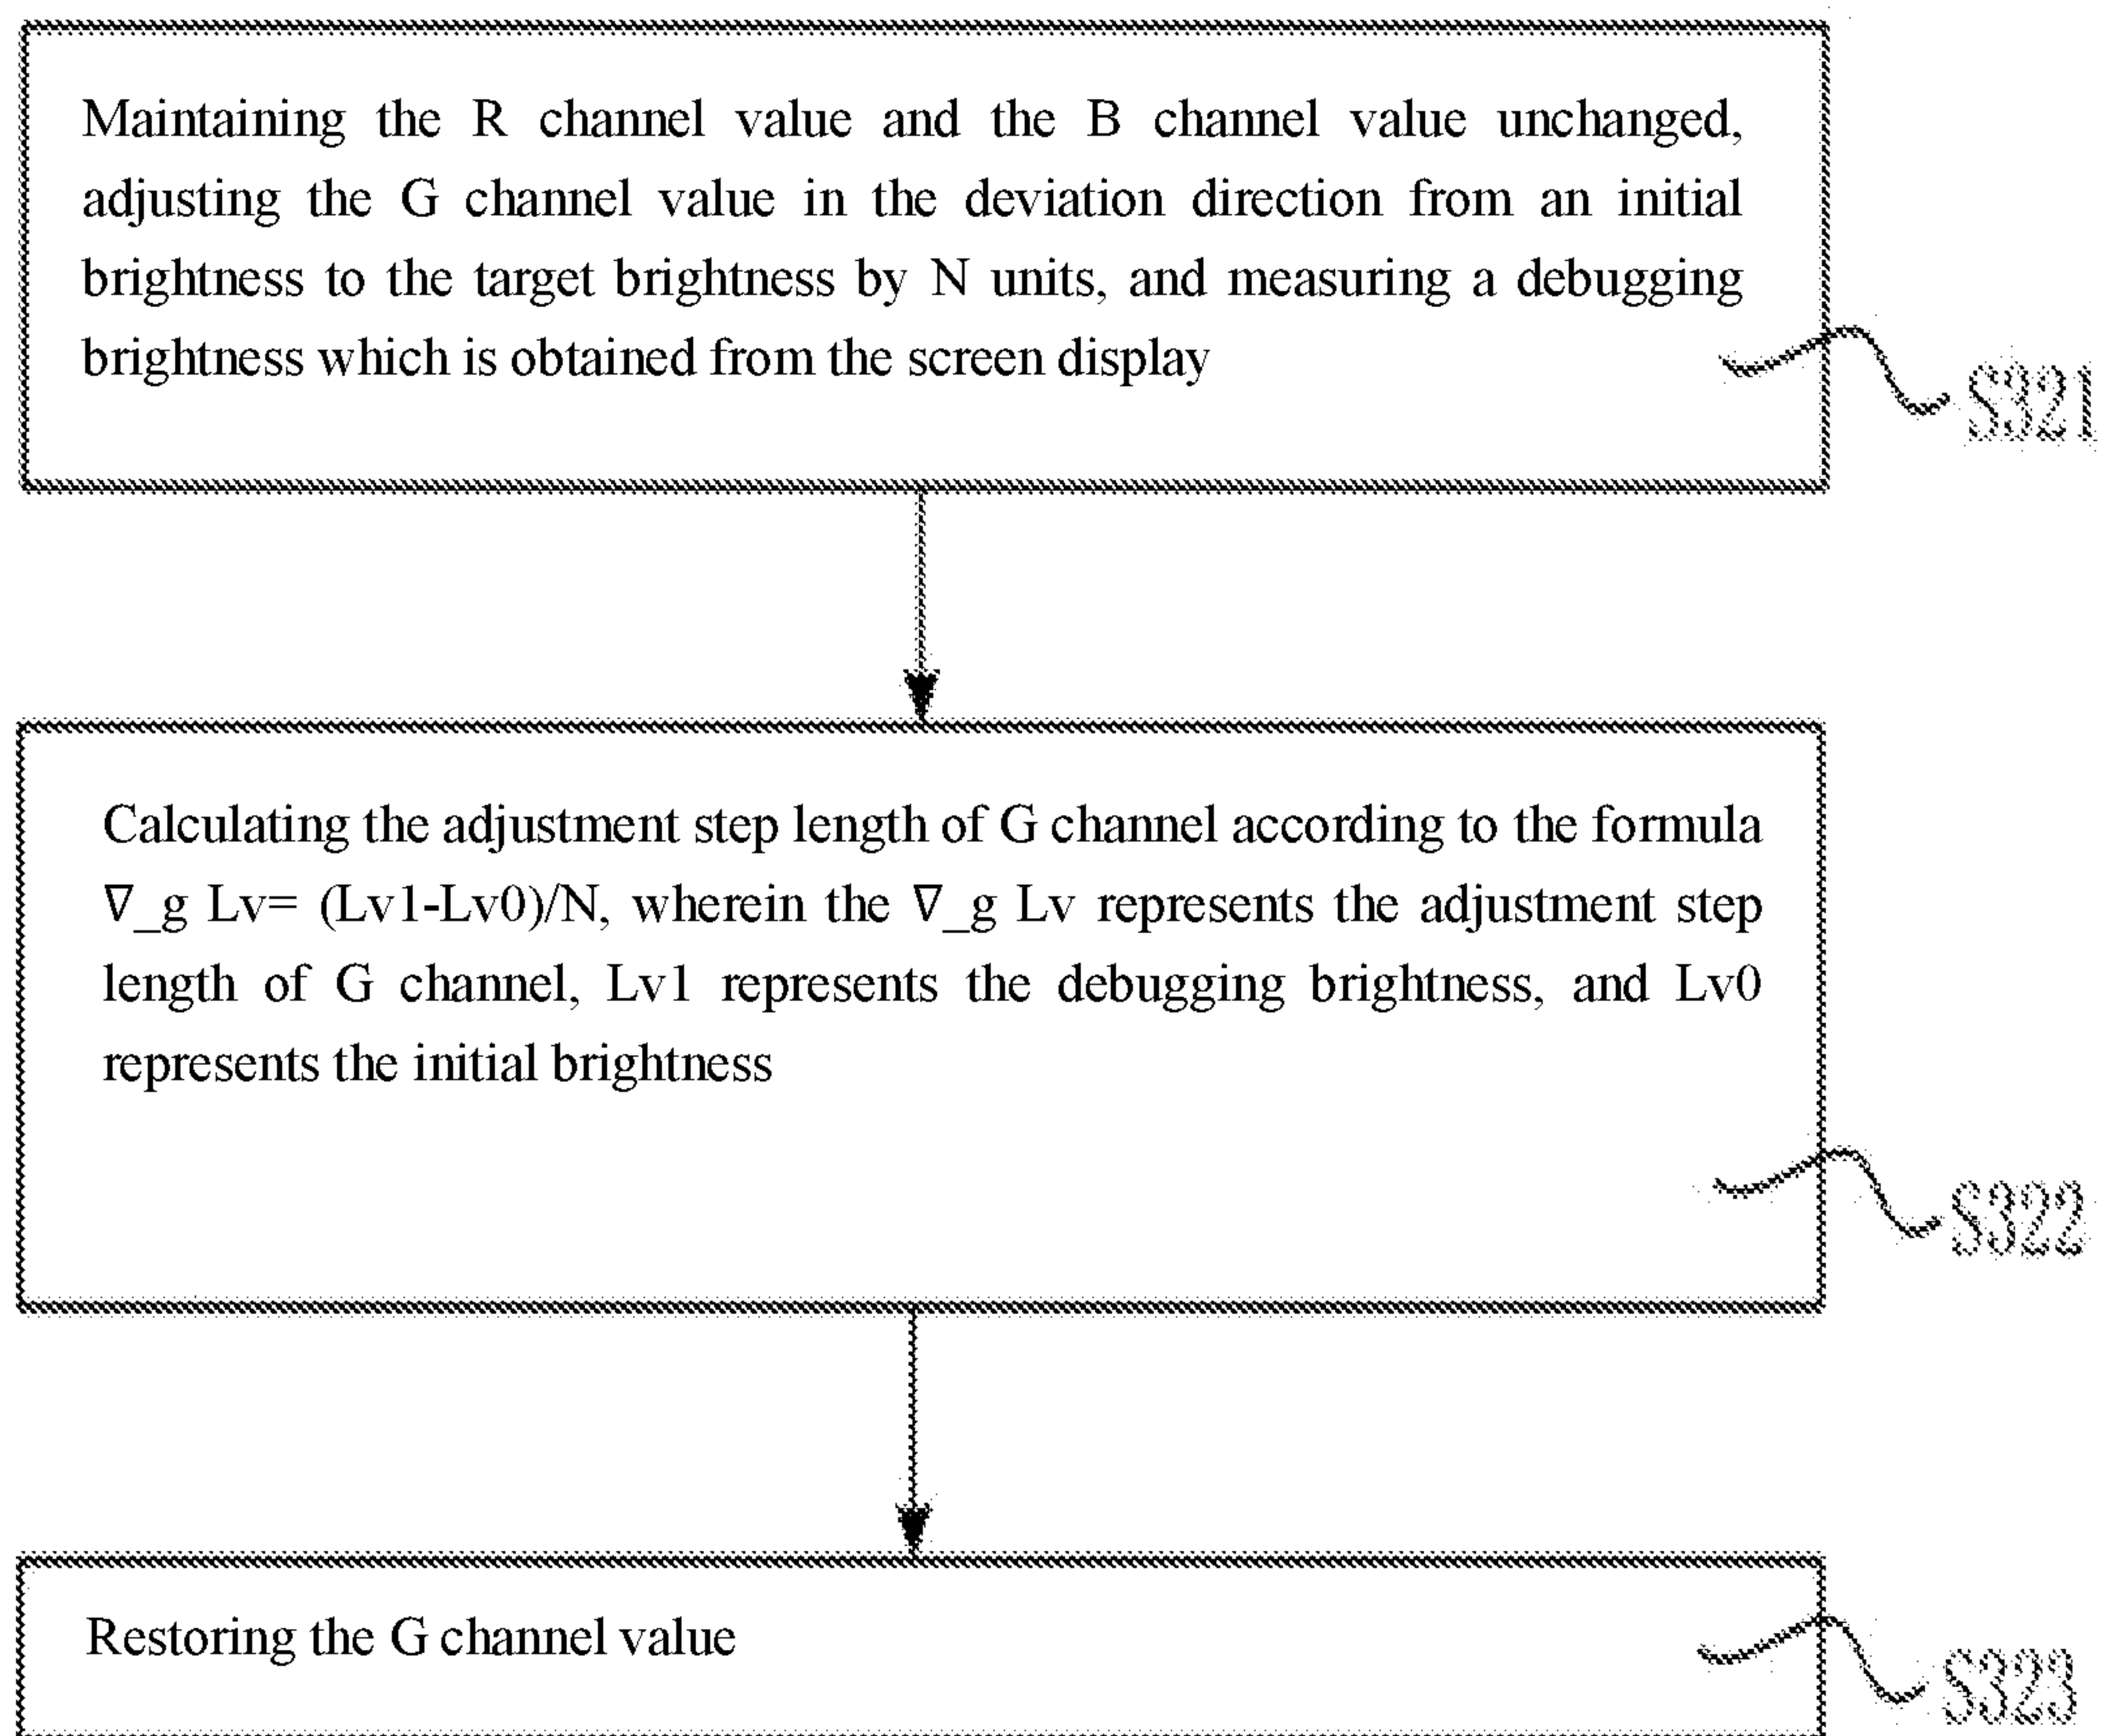 Maintaining the R channel value and the B channel value unchanged,
adjusting the G channel value in the deviation direction from an initial
brightness to the target brightness by N units, and measuring a debugging
brightness which is obtained from the screen display
S321
Calculating the adjustment step length of G channel according to the formula
∇_g Lv= (Lv1-Lv0)/N, wherein the ∇_g Lv represents the adjustment step
length of G channel, Lv1 represents the debugging brightness, and Lv0
represents the initial brightness
S322
Restoring the G channel value
S323